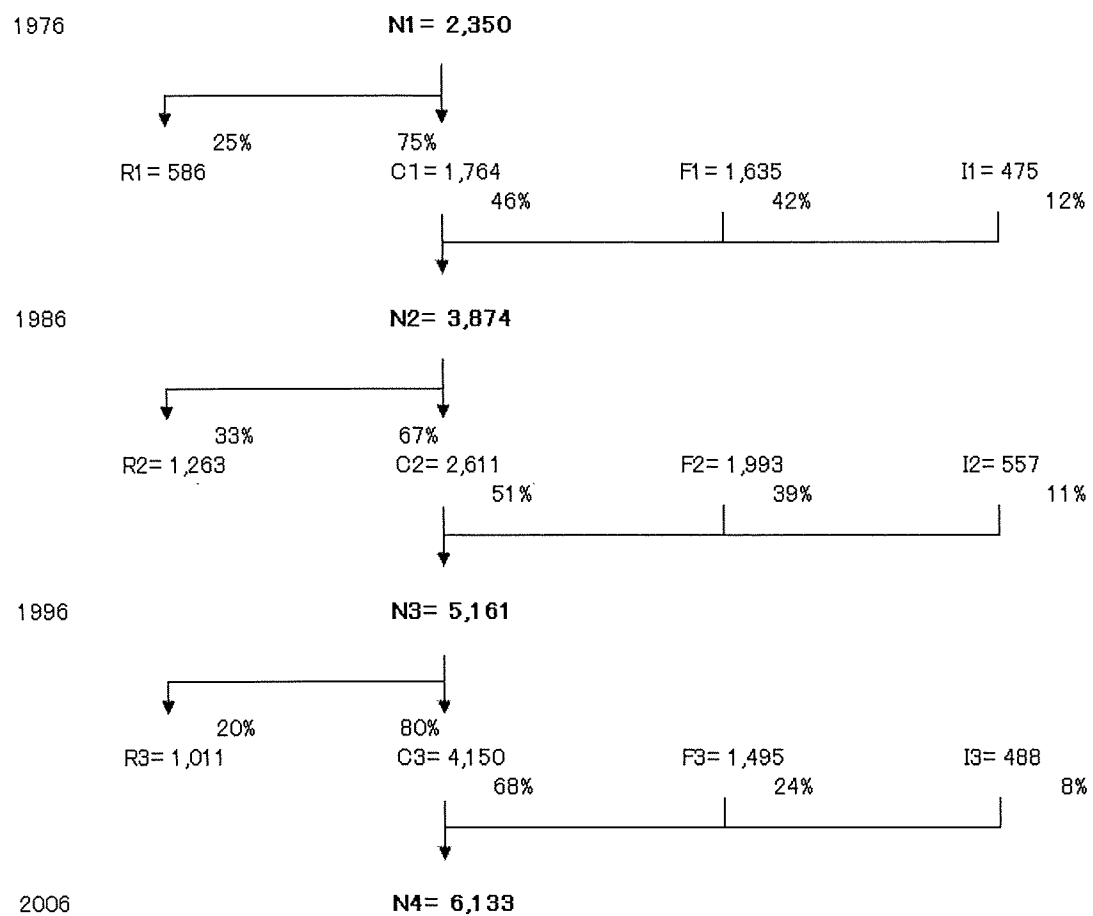 1976 N1= 2,350
25% 75%
R1= 586 C1= 1,764 F1= 1,635 I1= 475
46% 42% 12%
1986 N2= 3,874
33% 67%
R2= 1,263 C2= 2,611 F2= 1,993 I2= 557
51% 39% 11%
1996 N3= 5,161
20% 80%
R3= 1,011 C3= 4,150 F3= 1,495 I3= 488
68% 24% 8%
2006 N4= 6,133